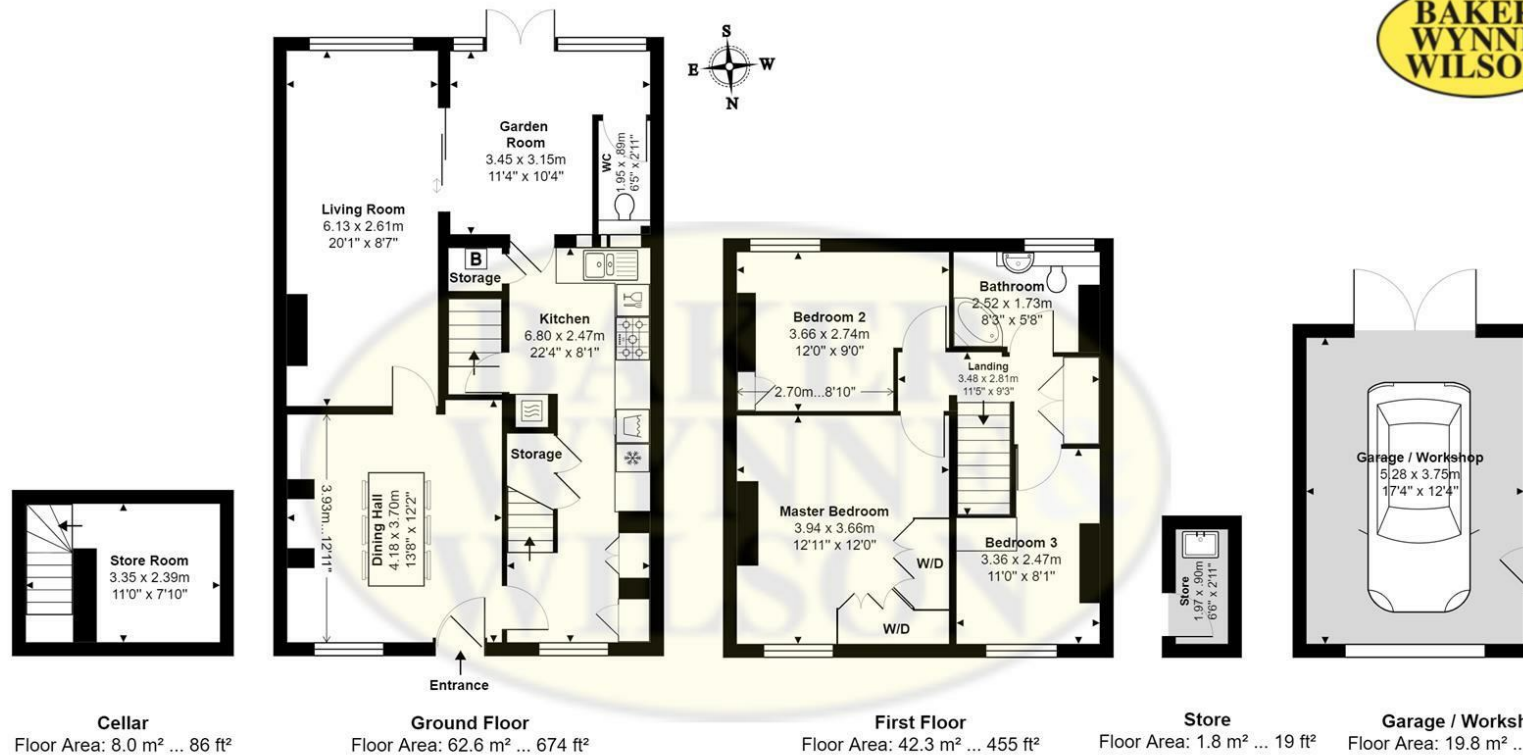 BAKER
WYNNE
WILSO
S
E
W
N
Garden
Room
3.45 x 3.15m
11'4" x 10'4"
WC
1.95 x .89m
6'5" x 2'11"
Living Room
6.13 x 2.61m
20'1" x 8'7"
B
Storage
Kitchen
6.80 x 2.47m
22'4" x 8'1"
Storage
3.93m...12'11"
Dining Hall
4.18 x 3.70m
13'8" x 12'2"
Entrance
Store Room
3.35 x 2.39m
11'0" x 7'10"
Bedroom 2
3.66 x 2.74m
12'0" x 9'0"
2.70m...8'10"
Bathroom
2.52 x 1.73m
8'3" x 5'8"
Landing
3.48 x 2.81m
11'5" x 9'3"
Master Bedroom
3.94 x 3.66m
12'11" x 12'0"
W/D
W/D
Bedroom 3
3.36 x 2.47m
11'0" x 8'1"
Store
1.97 x .90m
6'6" x 2'11"
Garage / Workshop
5.28 x 3.75m
17'4" x 12'4"
BAKER
WYNNE &
WILSON
Cellar
Floor Area: 8.0 m² ... 86 ft²
Ground Floor
Floor Area: 62.6 m² ... 674 ft²
First Floor
Floor Area: 42.3 m² ... 455 ft²
Store
Floor Area: 1.8 m² ... 19 ft²
Garage / Worksh
Floor Area: 19.8 m² ..